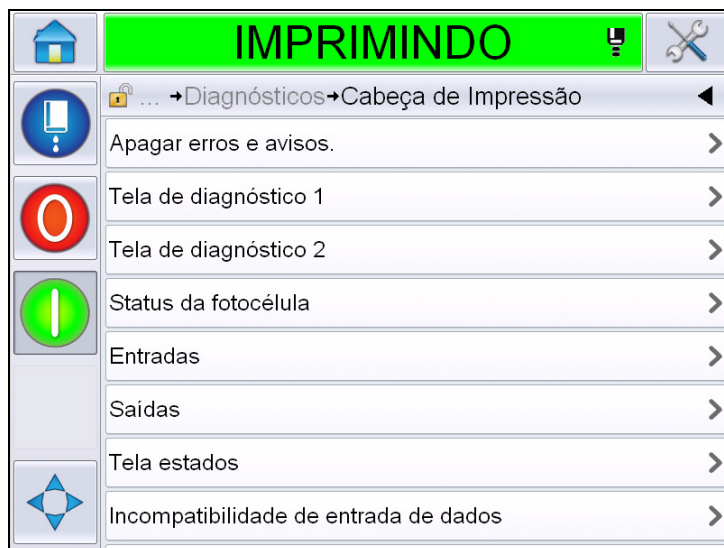 IMPRIMINDO
... →Diagnósticos→Cabeça de Impressão
Apagar erros e avisos.
Tela de diagnóstico 1
Tela de diagnóstico 2
Status da fotocélula
Entradas
Saídas
Tela estados
Incompatibilidade de entrada de dados